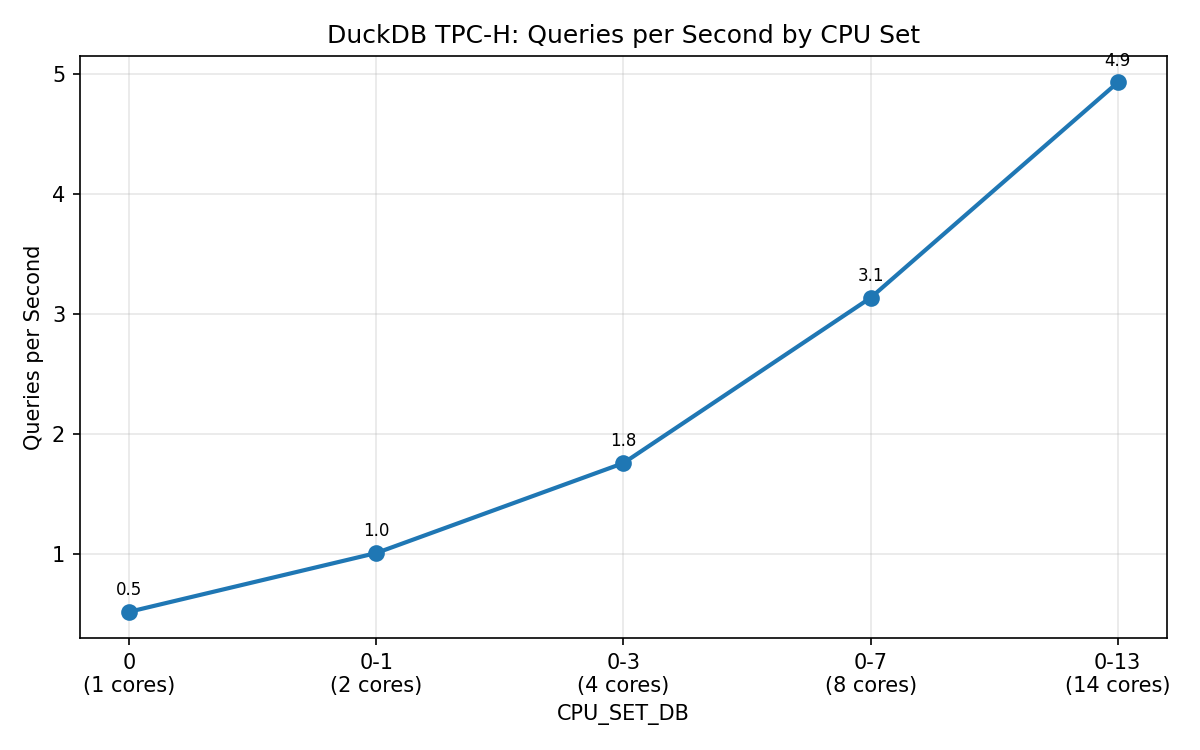 DuckDB TPC-H: Queries per Second by CPU Set
Queries per Second
5
4
3
2
1
0.5
1.0
1.8
3.1
4.9
0
(1 cores)
0-1
(2 cores)
0-3
(4 cores)
0-7
(8 cores)
0-13
(14 cores)
CPU_SET_DB